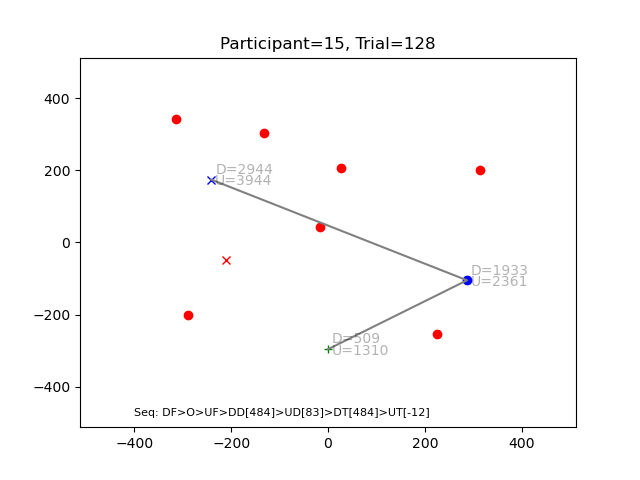 Participant=15, Trial=128
400
200
0
−200
−400
D=2944
U=3944
D=1933
U=2361
D=509
U=1310
Seq: DF>O>UF>DD[484]>UD[83]>DT[484]>UT[-12]
−400
−200
0
200
400